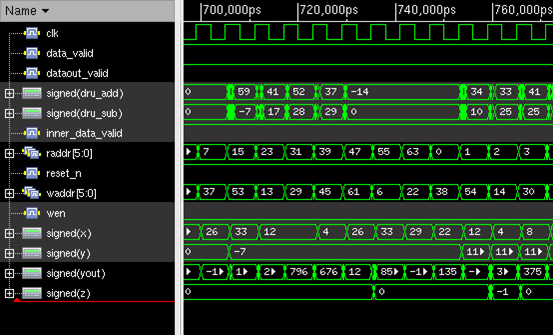 Name
700,000ps 720,000ps 740,000ps 760,000ps
clk
data_valid
dataout_valid
signed(dru_add) 0 59 41 52 37 -14 34 33 41
signed(dru_sub) 0 -7 17 28 29 0 10 25 25
inner_data_valid
raddr[5:0] 7 15 23 31 39 47 55 63 0 1 2 3
reset_n
waddr[5:0] 37 53 13 29 45 61 6 22 38 54 14 30
wen
signed(x) 26 33 12 4 26 33 29 22 12 4 8
signed(y) 0 -7 11 11 11
signed(yout) -1 1 2 796 676 12 85 -1 135 - 3 375
signed(z) 0 0 -1 0